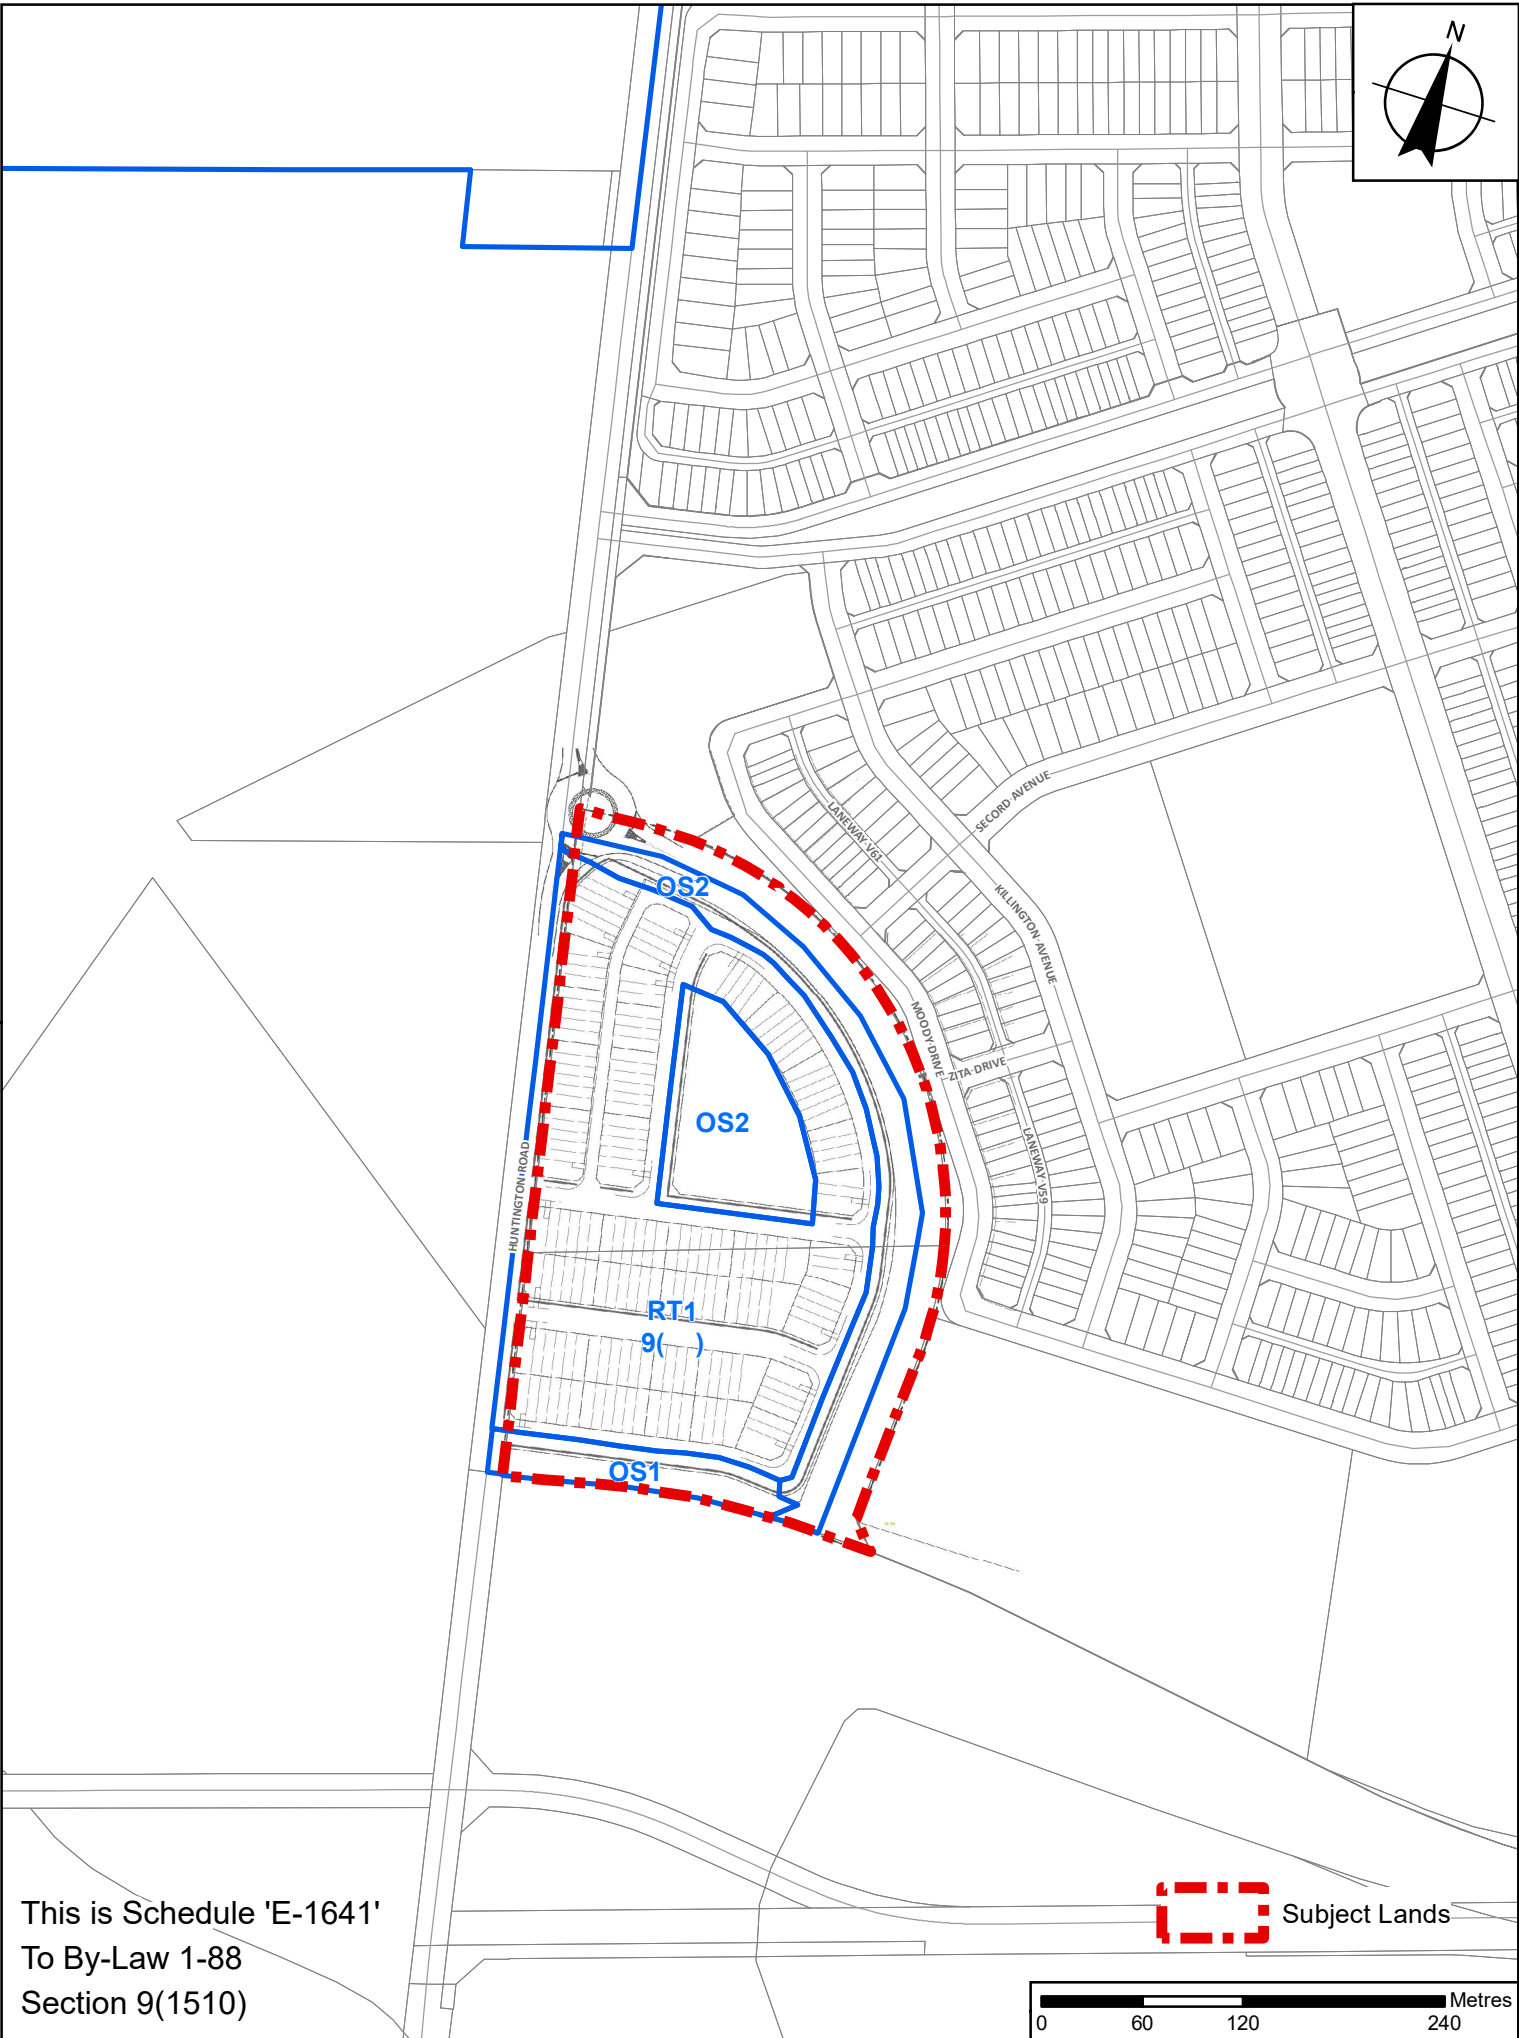 N
LANEWAY-V61
SECOND AVENUE
OS2
KILLINGTON-AVENUE
MOODY-DRIVE
ZITA-DRIVE
OS2
LANEWAY-V59
HUNTINGTON-ROAD
RT1
9( )
OS1
This is Schedule 'E-1641'
To By-Law 1-88
Section 9(1510)
Subject Lands
Metres
0 60 120 240